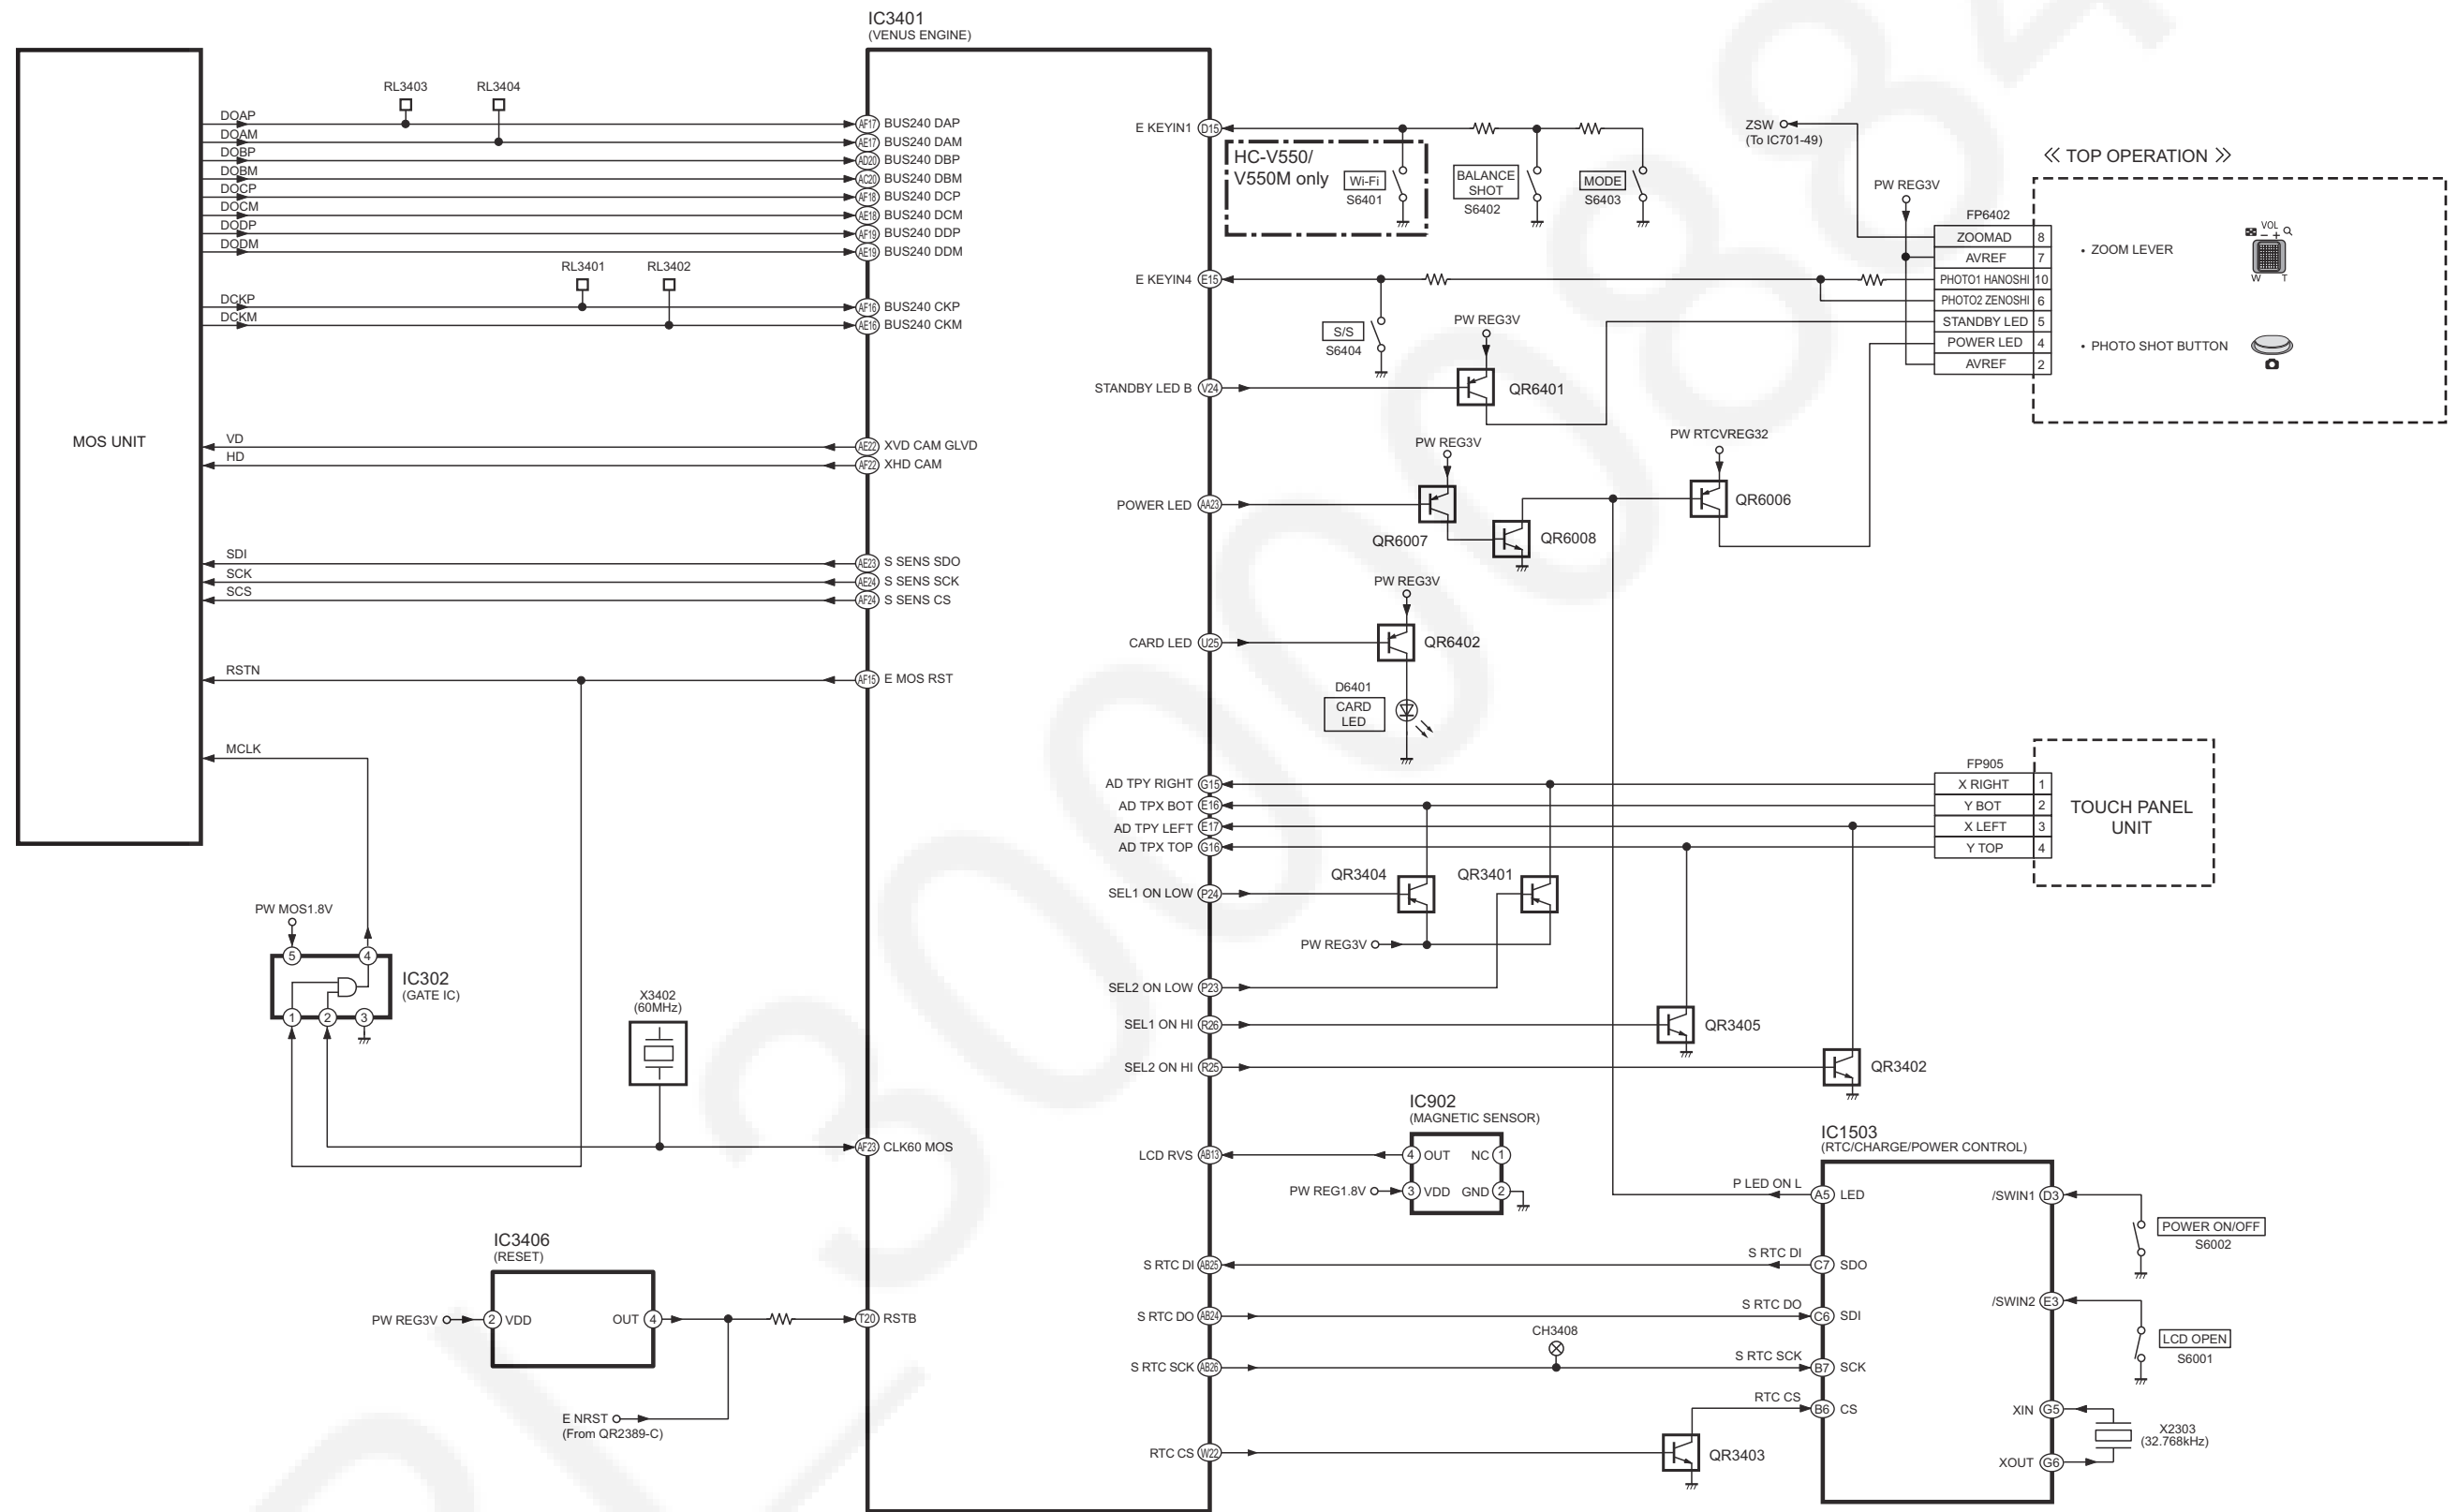 IC3401
(VENUS ENGINE)
MOS UNIT
RL3403
RL3404
DOAP
DOAM
DOBP
DOBM
DOCP
DOCM
DODP
DODM
RL3401
RL3402
DCKP
DCKM
VD
HD
SDI
SCK
SCS
RSTN
MCLK
AF17 BUS240 DAP
AE17 BUS240 DAM
AD20 BUS240 DBP
AC20 BUS240 DBM
AF18 BUS240 DCP
AE18 BUS240 DCM
AF19 BUS240 DDP
AE19 BUS240 DDM
AF16 BUS240 CKP
AE16 BUS240 CKM
AE22 XVD CAM GLVD
AF22 XHD CAM
AE23 S SENS SDO
AE24 S SENS SCK
AF24 S SENS CS
AF15 E MOS RST
PW MOS1.8V
5
4
1
2
3
IC302
(GATE IC)
X3402
(60MHz)
AF23 CLK60 MOS
IC3406
(RESET)
PW REG3V
2 VDD
OUT 4
T20 RSTB
E NRST
(From QR2389-C)
E KEYIN1 D15
HC-V550/
V550M only
Wi-Fi
S6401
BALANCE
SHOT
S6402
MODE
S6403
ZSW
(To IC701-49)
PW REG3V
E KEYIN4 E15
S/S
S6404
PW REG3V
STANDBY LED B V24
QR6401
PW REG3V
PW RTCVREG32
POWER LED AA23
QR6007
QR6008
QR6006
PW REG3V
CARD LED U25
QR6402
D6401
CARD
LED
≪ TOP OPERATION ≫
FP6402
ZOOMAD 8
AVREF 7
PHOTO1 HANOSHI 10
PHOTO2 ZENOSHI 6
STANDBY LED 5
POWER LED 4
AVREF 2
• ZOOM LEVER
VOL
− +
W T
• PHOTO SHOT BUTTON
AD TPY RIGHT G15
AD TPX BOT E16
AD TPY LEFT E17
AD TPX TOP G16
FP905
X RIGHT 1
Y BOT 2
X LEFT 3
Y TOP 4
TOUCH PANEL
UNIT
QR3404
QR3401
SEL1 ON LOW P24
PW REG3V
SEL2 ON LOW P23
SEL1 ON HI R26
QR3405
SEL2 ON HI R25
QR3402
IC902
(MAGNETIC SENSOR)
LCD RVS AB13
4 OUT
NC 1
PW REG1.8V
3 VDD
GND 2
IC1503
(RTC/CHARGE/POWER CONTROL)
P LED ON L
A5 LED
/SWIN1 D3
POWER ON/OFF
S6002
S RTC DI AB25
S RTC DI
C7 SDO
/SWIN2 E3
S RTC DO AB24
S RTC DO
C6 SDI
LCD OPEN
S6001
CH3408
S RTC SCK AB26
S RTC SCK
B7 SCK
RTC CS
B6 CS
XIN G5
X2303
(32.768kHz)
RTC CS W22
QR3403
XOUT G6